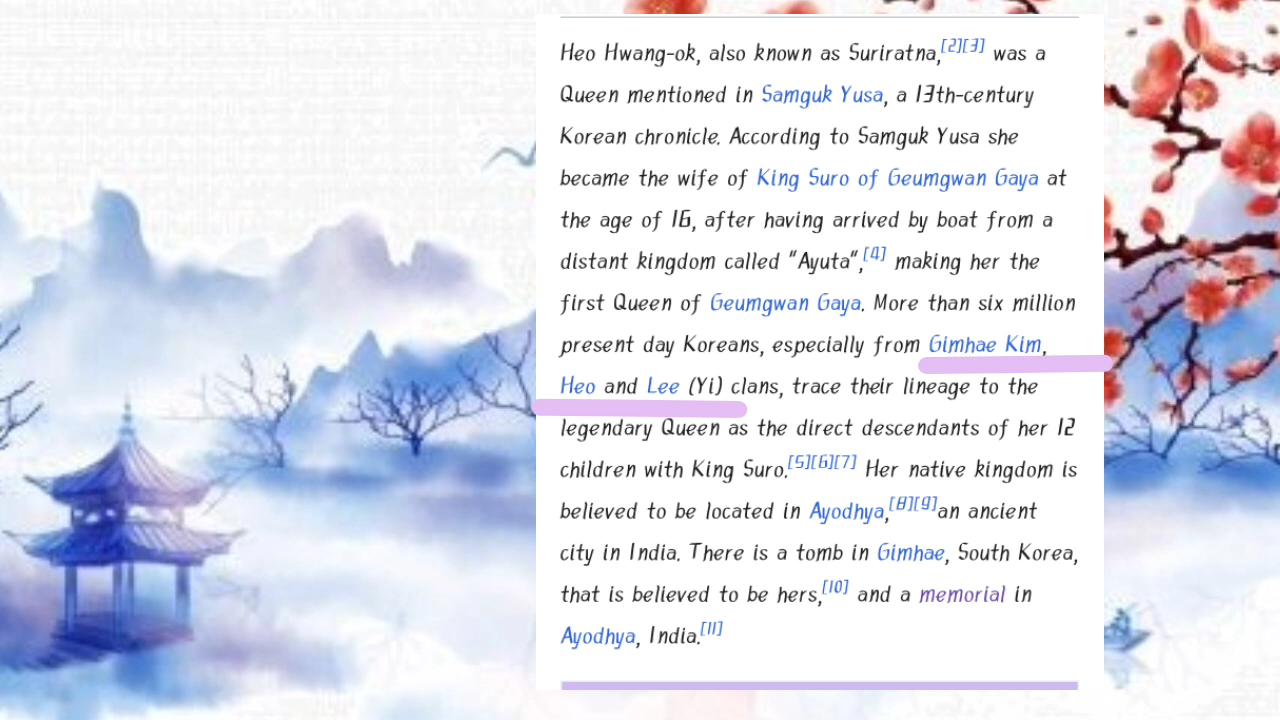 Heo Hwang-ok, also known as Suriratna,[2][3] was a
Queen mentioned in Samguk Yusa, a 13th-century
Korean chronicle. According to Samguk Yusa she
became the wife of King Suro of Geumgwan Gaya at
the age of 16, after having arrived by boat from a
distant kingdom called "Ayuta",[4] making her the
first Queen of Geumgwan Gaya. More than six million
present day Koreans, especially from Gimhae Kim,
Heo and Lee (Yi) clans, trace their lineage to the
legendary Queen as the direct descendants of her 12
children with King Suro.[5][6][7] Her native kingdom is
believed to be located in Ayodhya,[8][9]an ancient
city in India. There is a tomb in Gimhae, South Korea,
that is believed to be hers,[10] and a memorial in
Ayodhya, India.[11]